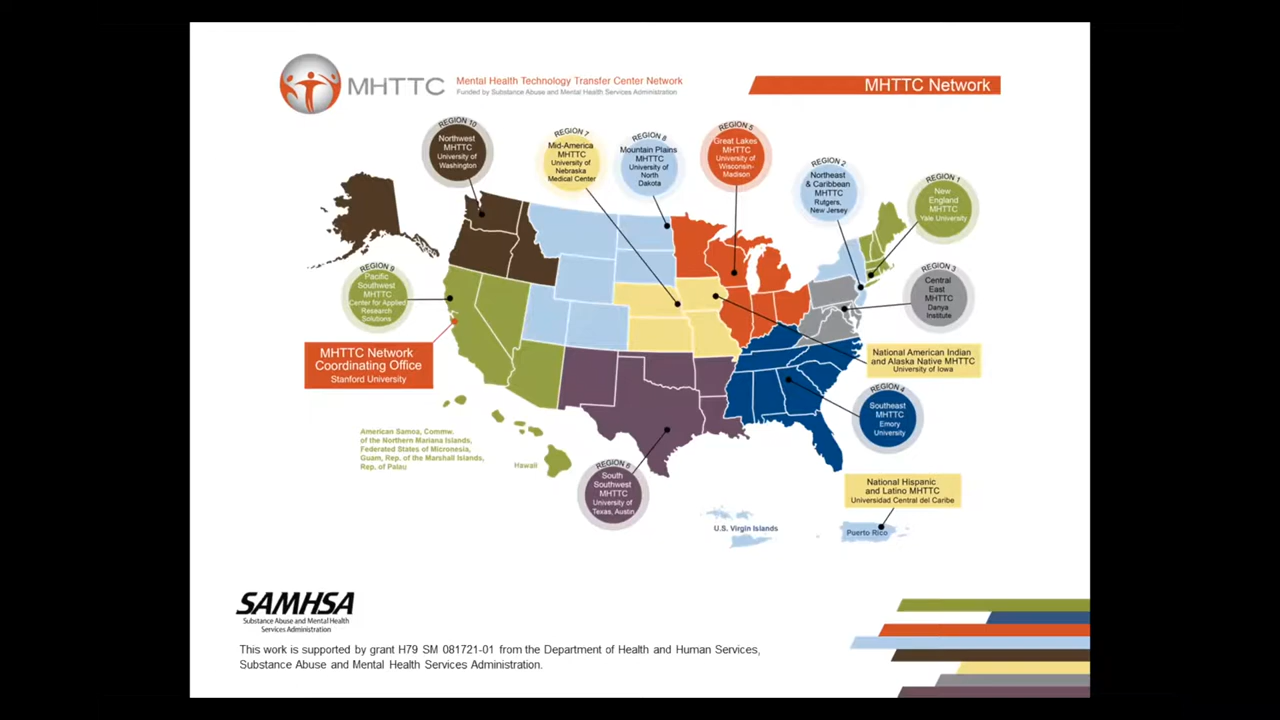 MHTTC
Mental Health Technology Transfer Center Network
Funded by Substance Abuse and Mental Health Services Administration
MHTTC Network
REGION 10
Northwest
MHTTC
University of
Washington
REGION 7
Mid-America
MHTTC
University of
Nebraska
Medical Center
REGION 8
Mountain Plains
MHTTC
University of
North
Dakota
REGION 5
Great Lakes
MHTTC
University of
Wisconsin-
Madison
REGION 2
Northeast
& Caribbean
MHTTC
Rutgers,
New Jersey
REGION 1
New
England
MHTTC
Yale University
REGION 9
Pacific
Southwest
MHTTC
Center for Applied
Research
Solutions
REGION 3
Central
East
MHTTC
Danya
Institute
MHTTC Network
Coordinating Office
Stanford University
National American Indian
and Alaska Native MHTTC
University of Iowa
REGION 4
Southeast
MHTTC
Emory
University
American Samoa, Commw.
of the Northern Mariana Islands,
Federated States of Micronesia,
Guam, Rep. of the Marshall Islands,
Rep. of Palau
Hawaii
REGION 6
South
Southwest
MHTTC
University of
Texas, Austin
National Hispanic
and Latino MHTTC
Universidad Central del Caribe
U.S. Virgin Islands
Puerto Rico
SAMHSA
Substance Abuse and Mental Health
Services Administration
This work is supported by grant H79 SM 081721-01 from the Department of Health and Human Services,
Substance Abuse and Mental Health Services Administration.